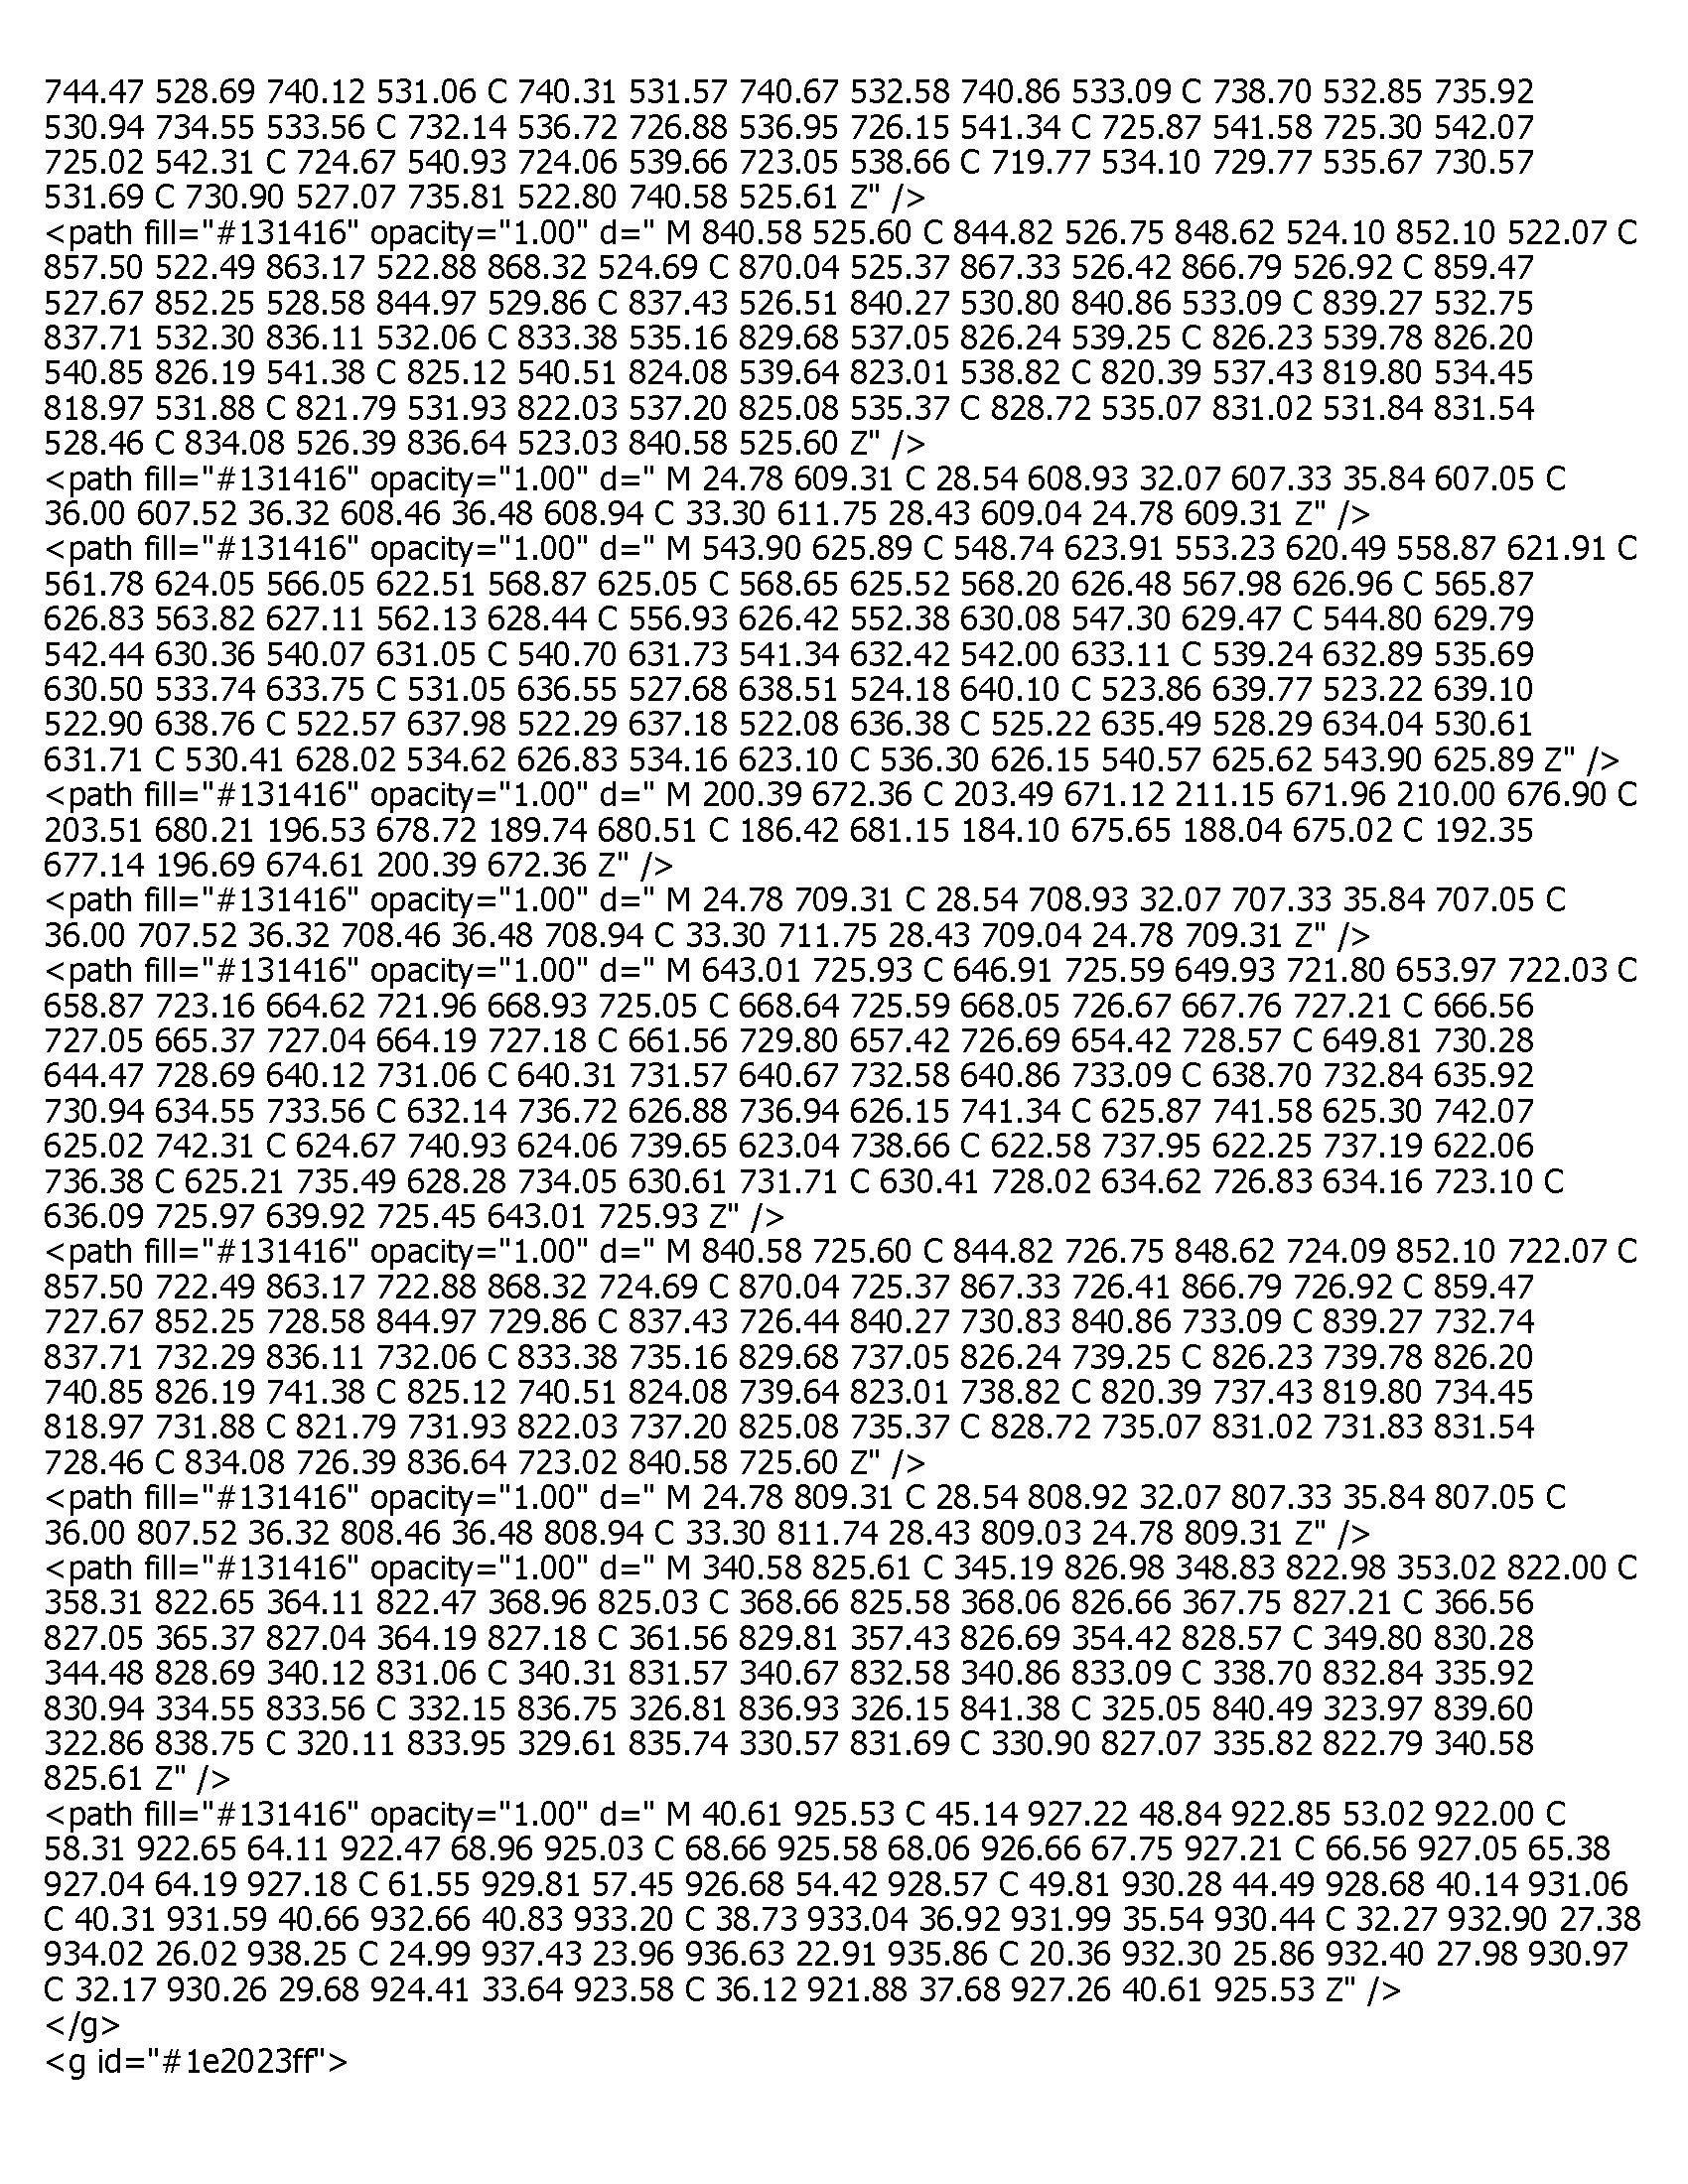 744.47 528.69 740.12 531.06 C 740.31 531.57 740.67 532.58 740.86 533.09 C 738.70 532.85 735.92
530.94 734.55 533.56 C 732.14 536.72 726.88 536.95 726.15 541.34 C 725.87 541.58 725.30 542.07
725.02 542.31 C 724.67 540.93 724.06 539.66 723.05 538.66 C 719.77 534.10 729.77 535.67 730.57
531.69 C 730.90 527.07 735.81 522.80 740.58 525.61 Z" />
<path fill="#131416" opacity="1.00" d=" M 840.58 525.60 C 844.82 526.75 848.62 524.10 852.10 522.07 C
857.50 522.49 863.17 522.88 868.32 524.69 C 870.04 525.37 867.33 526.42 866.79 526.92 C 859.47
527.67 852.25 528.58 844.97 529.86 C 837.43 526.51 840.27 530.80 840.86 533.09 C 839.27 532.75
837.71 532.30 836.11 532.06 C 833.38 535.16 829.68 537.05 826.24 539.25 C 826.23 539.78 826.20
540.85 826.19 541.38 C 825.12 540.51 824.08 539.64 823.01 538.82 C 820.39 537.43 819.80 534.45
818.97 531.88 C 821.79 531.93 822.03 537.20 825.08 535.37 C 828.72 535.07 831.02 531.84 831.54
528.46 C 834.08 526.39 836.64 523.03 840.58 525.60 Z" />
<path fill="#131416" opacity="1.00" d=" M 24.78 609.31 C 28.54 608.93 32.07 607.33 35.84 607.05 C
36.00 607.52 36.32 608.46 36.48 608.94 C 33.30 611.75 28.43 609.04 24.78 609.31 Z" />
<path fill="#131416" opacity="1.00" d=" M 543.90 625.89 C 548.74 623.91 553.23 620.49 558.87 621.91 C
561.78 624.05 566.05 622.51 568.87 625.05 C 568.65 625.52 568.20 626.48 567.98 626.96 C 565.87
626.83 563.82 627.11 562.13 628.44 C 556.93 626.42 552.38 630.08 547.30 629.47 C 544.80 629.79
542.44 630.36 540.07 631.05 C 540.70 631.73 541.34 632.42 542.00 633.11 C 539.24 632.89 535.69
630.50 533.74 633.75 C 531.05 636.55 527.68 638.51 524.18 640.10 C 523.86 639.77 523.22 639.10
522.90 638.76 C 522.57 637.98 522.29 637.18 522.08 636.38 C 525.22 635.49 528.29 634.04 530.61
631.71 C 530.41 628.02 534.62 626.83 534.16 623.10 C 536.30 626.15 540.57 625.62 543.90 625.89 Z" />
<path fill="#131416" opacity="1.00" d=" M 200.39 672.36 C 203.49 671.12 211.15 671.96 210.00 676.90 C
203.51 680.21 196.53 678.72 189.74 680.51 C 186.42 681.15 184.10 675.65 188.04 675.02 C 192.35
677.14 196.69 674.61 200.39 672.36 Z" />
<path fill="#131416" opacity="1.00" d=" M 24.78 709.31 C 28.54 708.93 32.07 707.33 35.84 707.05 C
36.00 707.52 36.32 708.46 36.48 708.94 C 33.30 711.75 28.43 709.04 24.78 709.31 Z" />
<path fill="#131416" opacity="1.00" d=" M 643.01 725.93 C 646.91 725.59 649.93 721.80 653.97 722.03 C
658.87 723.16 664.62 721.96 668.93 725.05 C 668.64 725.59 668.05 726.67 667.76 727.21 C 666.56
727.05 665.37 727.04 664.19 727.18 C 661.56 729.80 657.42 726.69 654.42 728.57 C 649.81 730.28
644.47 728.69 640.12 731.06 C 640.31 731.57 640.67 732.58 640.86 733.09 C 638.70 732.84 635.92
730.94 634.55 733.56 C 632.14 736.72 626.88 736.94 626.15 741.34 C 625.87 741.58 625.30 742.07
625.02 742.31 C 624.67 740.93 624.06 739.65 623.04 738.66 C 622.58 737.95 622.25 737.19 622.06
736.38 C 625.21 735.49 628.28 734.05 630.61 731.71 C 630.41 728.02 634.62 726.83 634.16 723.10 C
636.09 725.97 639.92 725.45 643.01 725.93 Z" />
<path fill="#131416" opacity="1.00" d=" M 840.58 725.60 C 844.82 726.75 848.62 724.09 852.10 722.07 C
857.50 722.49 863.17 722.88 868.32 724.69 C 870.04 725.37 867.33 726.41 866.79 726.92 C 859.47
727.67 852.25 728.58 844.97 729.86 C 837.43 726.44 840.27 730.83 840.86 733.09 C 839.27 732.74
837.71 732.29 836.11 732.06 C 833.38 735.16 829.68 737.05 826.24 739.25 C 826.23 739.78 826.20
740.85 826.19 741.38 C 825.12 740.51 824.08 739.64 823.01 738.82 C 820.39 737.43 819.80 734.45
818.97 731.88 C 821.79 731.93 822.03 737.20 825.08 735.37 C 828.72 735.07 831.02 731.83 831.54
728.46 C 834.08 726.39 836.64 723.02 840.58 725.60 Z" />
<path fill="#131416" opacity="1.00" d=" M 24.78 809.31 C 28.54 808.92 32.07 807.33 35.84 807.05 C
36.00 807.52 36.32 808.46 36.48 808.94 C 33.30 811.74 28.43 809.03 24.78 809.31 Z" />
<path fill="#131416" opacity="1.00" d=" M 340.58 825.61 C 345.19 826.98 348.83 822.98 353.02 822.00 C
358.31 822.65 364.11 822.47 368.96 825.03 C 368.66 825.58 368.06 826.66 367.75 827.21 C 366.56
827.05 365.37 827.04 364.19 827.18 C 361.56 829.81 357.43 826.69 354.42 828.57 C 349.80 830.28
344.48 828.69 340.12 831.06 C 340.31 831.57 340.67 832.58 340.86 833.09 C 338.70 832.84 335.92
830.94 334.55 833.56 C 332.15 836.75 326.81 836.93 326.15 841.38 C 325.05 840.49 323.97 839.60
322.86 838.75 C 320.11 833.95 329.61 835.74 330.57 831.69 C 330.90 827.07 335.82 822.79 340.58
825.61 Z" />
<path fill="#131416" opacity="1.00" d=" M 40.61 925.53 C 45.14 927.22 48.84 922.85 53.02 922.00 C
58.31 922.65 64.11 922.47 68.96 925.03 C 68.66 925.58 68.06 926.66 67.75 927.21 C 66.56 927.05 65.38
927.04 64.19 927.18 C 61.55 929.81 57.45 926.68 54.42 928.57 C 49.81 930.28 44.49 928.68 40.14 931.06
C 40.31 931.59 40.66 932.66 40.83 933.20 C 38.73 933.04 36.92 931.99 35.54 930.44 C 32.27 932.90 27.38
934.02 26.02 938.25 C 24.99 937.43 23.96 936.63 22.91 935.86 C 20.36 932.30 25.86 932.40 27.98 930.97
C 32.17 930.26 29.68 924.41 33.64 923.58 C 36.12 921.88 37.68 927.26 40.61 925.53 Z" />
</g>
<g id="#1e2023ff">